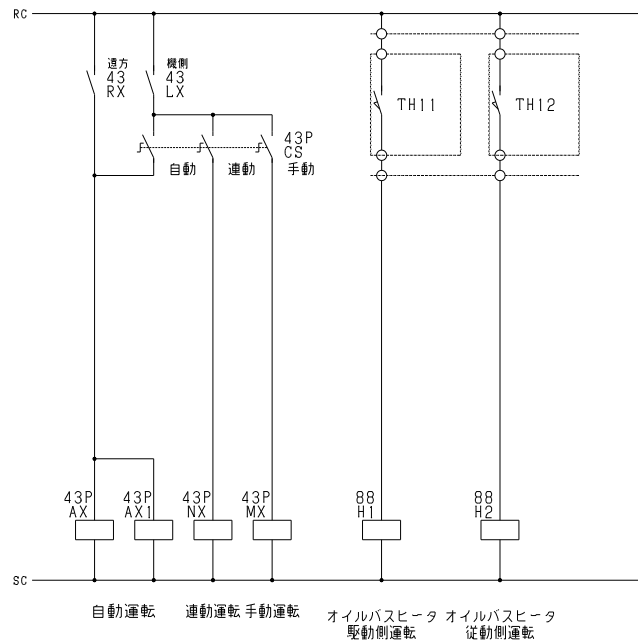 RC
遠方
43
RX
機側
43
LX
TH11
TH12
43P
CS
自動
連動
手動
43P
AX
43P
AX1
43P
NX
43P
MX
88
H1
88
H2
SC
自動運転
連動運転
手動運転
オイルバスヒータ
駆動側運転
オイルバスヒータ
従動側運転